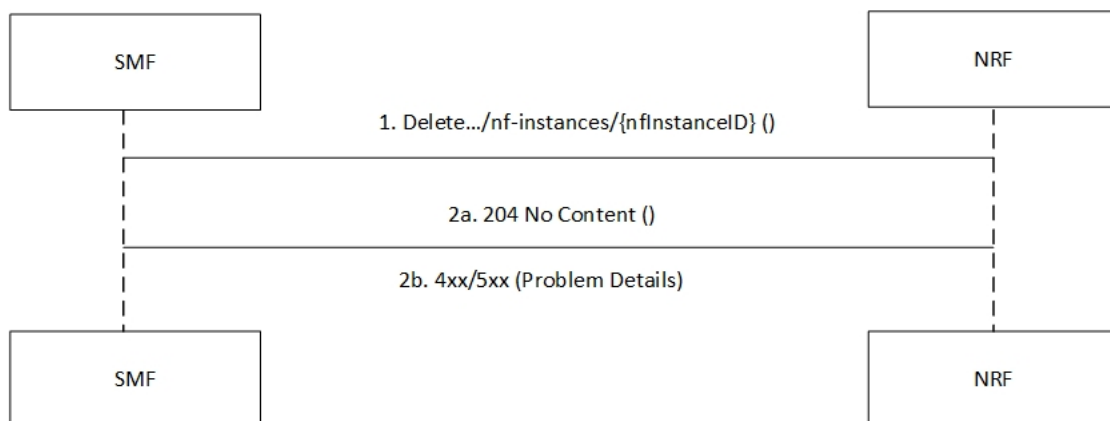 SMF
NRF
1. Delete.../nf-instances/{nfInstanceID} ()
2a. 204 No Content ()
2b. 4xx/5xx (Problem Details)
SMF
NRF